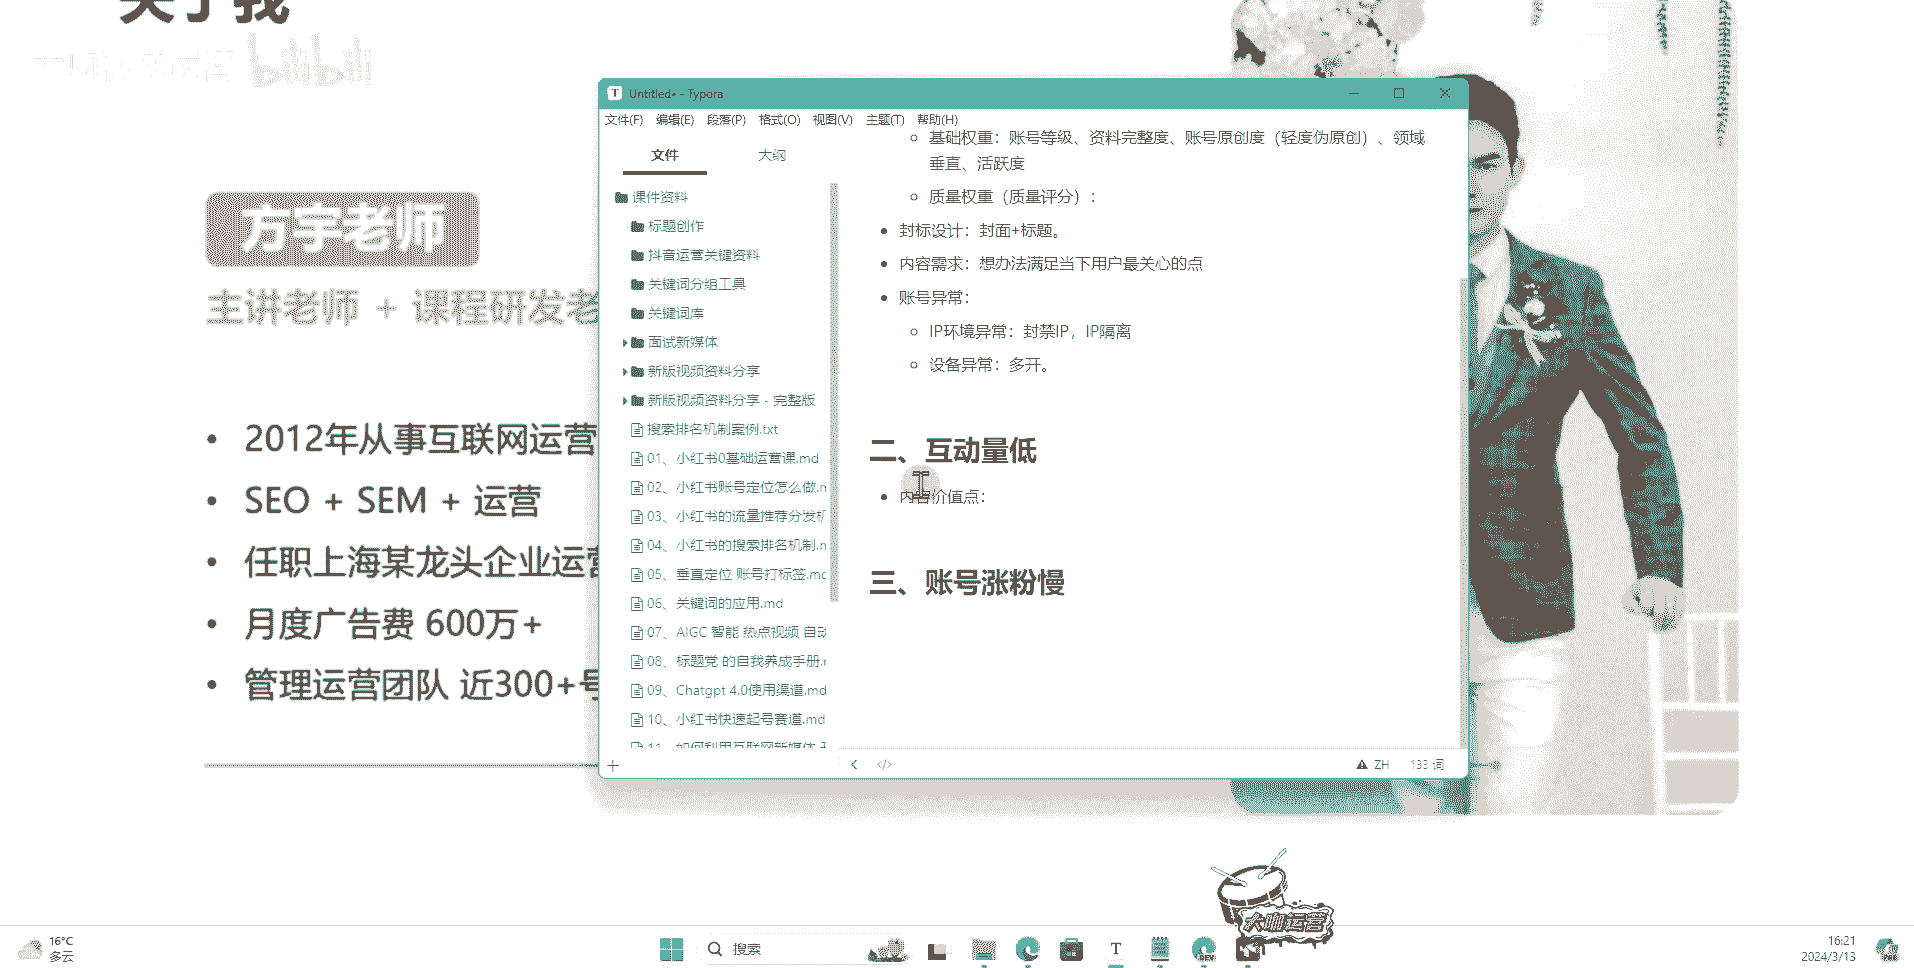 关于我
bilibili
方宇老师
主讲老师 + 课程研发老
• 2012年从事互联网运营
• SEO + SEM + 运营
• 任职上海某龙头企业运营
• 月度广告费 600万+
• 管理运营团队 近300+号
Untitled• - Typora
文件(F) 编辑(E) 段落(P) 格式(O) 视图(V) 主题(T) 帮助(H)
文件 大纲
课件资料
标题创作
抖音运营关键资料
关键词分组工具
关键词库
面试新媒体
新版视频资料分享
新版视频资料分享 - 完整版
搜索排名机制案例.txt
01、小红书0基础运营课.md
02、小红书账号定位怎么做.m
03、小红书的流量推荐分发机
04、小红书的搜索排名机制.m
05、垂直定位 账号打标签.md
06、关键词的应用.md
07、AIGC 智能 热点视频 自动
08、标题党 的自我养成手册.m
09、Chatgpt 4.0使用渠道.md
10、小红书快速起号赛道.md
11、如何利用互联网新媒体
基础权重：账号等级、资料完整度、账号原创度（轻度伪原创）、领域
垂直、活跃度
质量权重（质量评分）：
• 封标设计：封面+标题。
• 内容需求：想办法满足当下用户最关心的点
• 账号异常：
IP环境异常：封禁IP，IP隔离
设备异常：多开。
二、互动量低
• 内容价值点：
三、账号涨粉慢
ZH 133 词
大咖运营
16°C
多云
搜索
T
DEV
16:21
2024/3/13
PRE